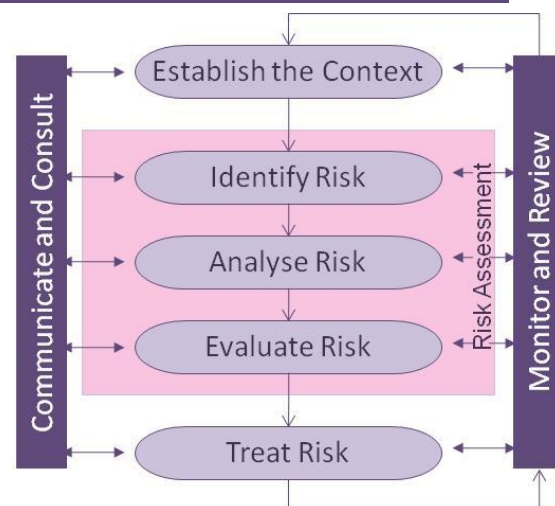 Establish the Context
Communicate and Consult
Identify Risk
Analyse Risk
Evaluate Risk
Risk Assessment
Monitor and Review
Treat Risk